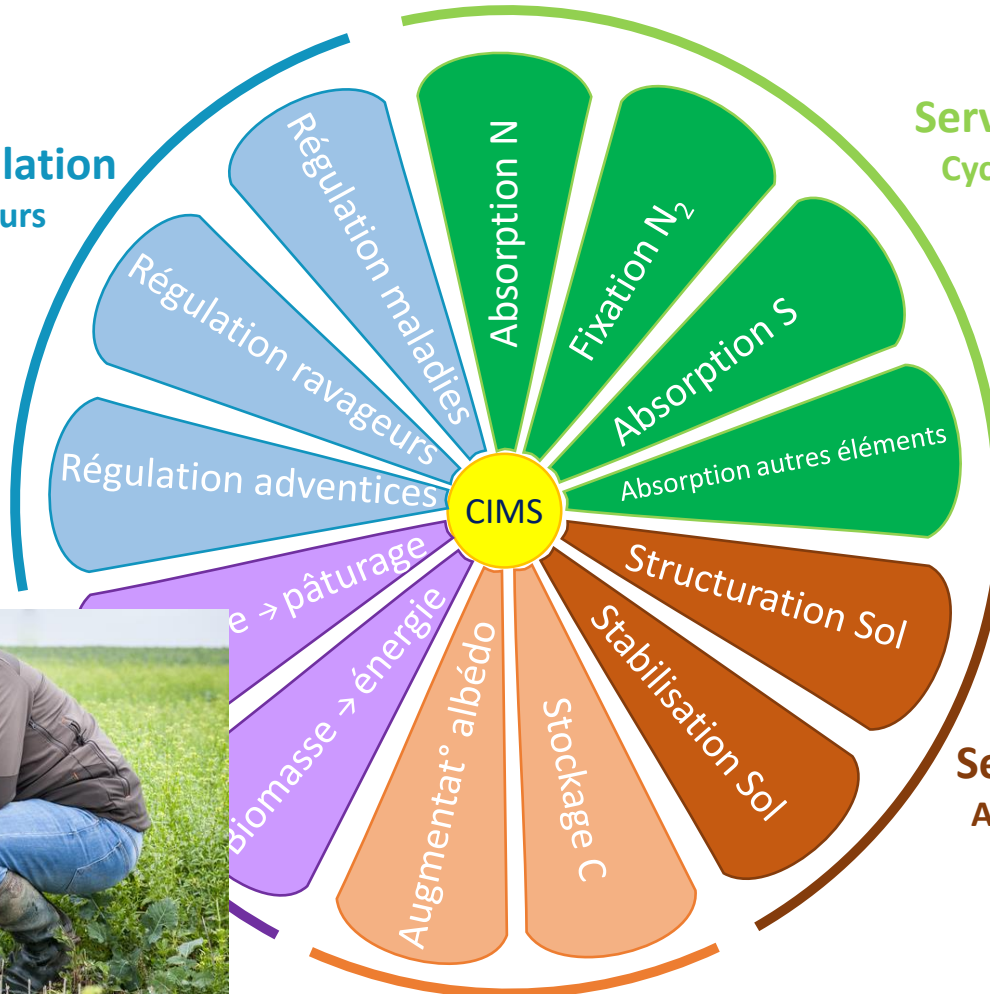 lation
urs
Serv
Cyc
Régulation maladies
Régulation ravageurs
Régulation adventices
Absorption N
Fixation N₂
Absorption S
Absorption autres éléments
CIMS
Structuration Sol
Stabilisation Sol
Stockage C
Augmentat° albédo
Biomasse → énergie
e → pâturage
Se
A